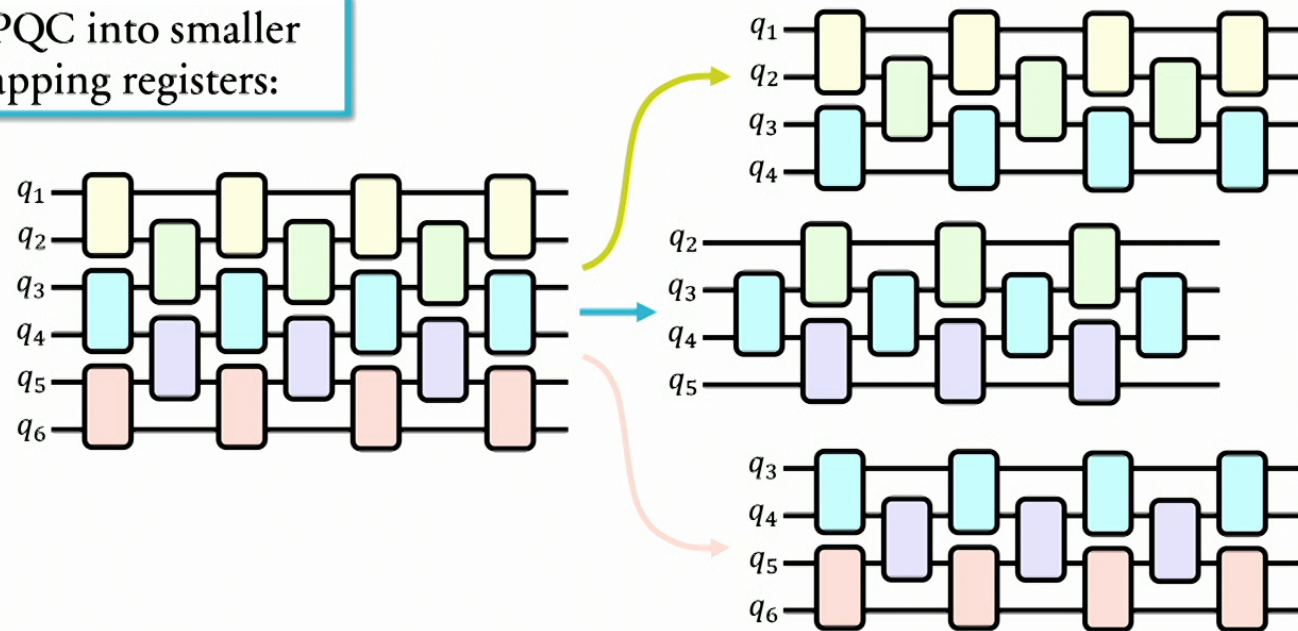 PQC into smaller
apping registers:
q₁
q₂
q₃
q₄
q₅
q₆
q₁
q₂
q₃
q₄
q₂
q₃
q₄
q₅
q₃
q₄
q₅
q₆